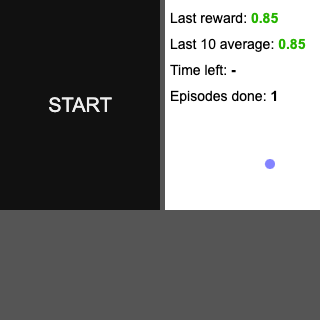 START
Last reward: 0.85
Last 10 average: 0.85
Time left: -
Episodes done: 1